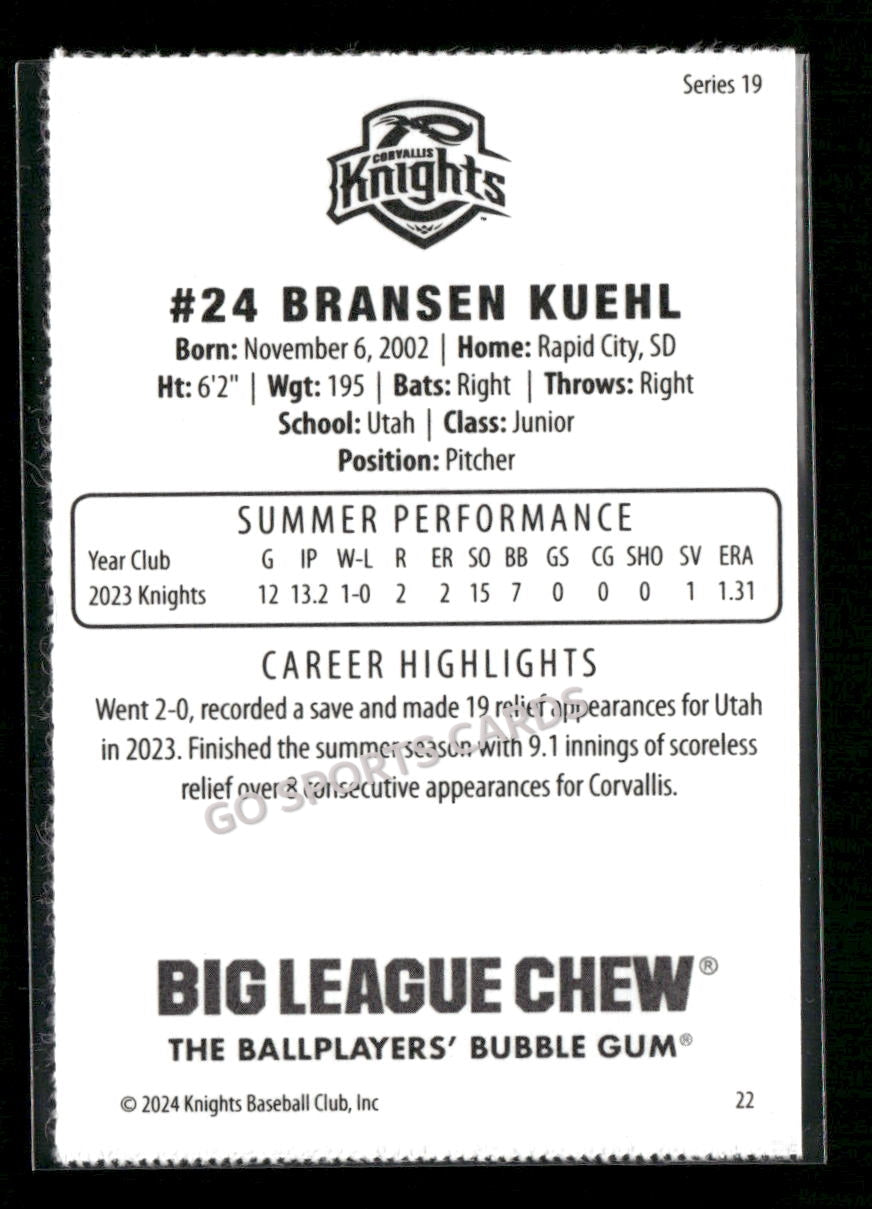 Series 19
CORVALLIS
Knights
™
#24 BRANSEN KUEHL
Born: November 6, 2002 | Home: Rapid City, SD
Ht: 6'2" | Wgt: 195 | Bats: Right | Throws: Right
School: Utah | Class: Junior
Position: Pitcher
SUMMER PERFORMANCE
Year Club G IP W-L R ER SO BB GS CG SHO SV ERA
2023 Knights 12 13.2 1-0 2 2 15 7 0 0 0 1 1.31
CAREER HIGHLIGHTS
Went 2-0, recorded a save and made 19 relief appearances for Utah
in 2023. Finished the summer season with 9.1 innings of scoreless
relief over 8 consecutive appearances for Corvallis.
GO SPORTS CARDS
BIG LEAGUE CHEW®
THE BALLPLAYERS' BUBBLE GUM®
© 2024 Knights Baseball Club, Inc
22